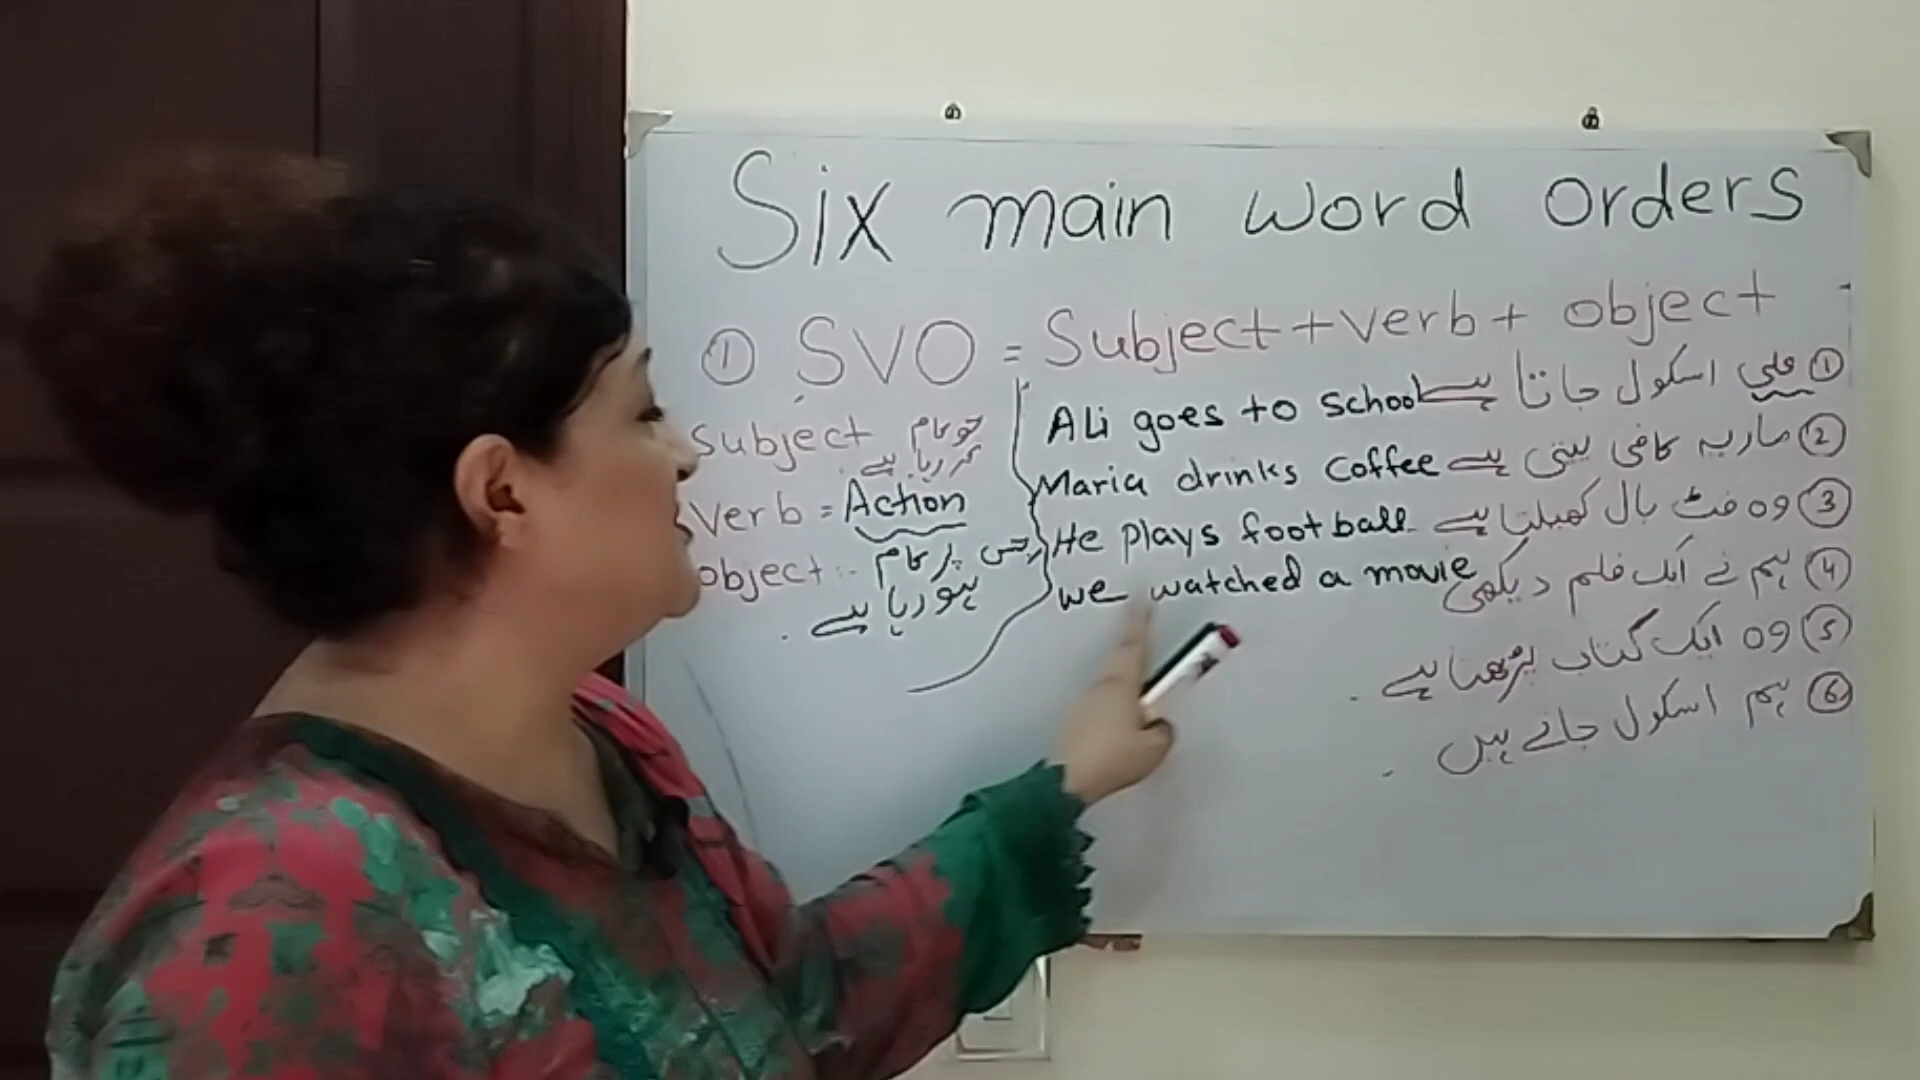 Six main word orders
① SVO = Subject + verb + object
Subject جو کام
کر رہا ہے
Verb = Action
object :- جس پر کام
ہو رہا ہے .
Ali goes to school
Maria drinks coffee
He plays football
we watched a movie
① علی اسکول جاتا ہے
② ماریہ کافی پیتی ہے
③ وہ فٹ بال کھیلتا ہے
④ ہم نے ایک فلم دیکھی
⑤ وہ ایک کتاب پڑھتا ہے .
⑥ ہم اسکول جاتے ہیں .